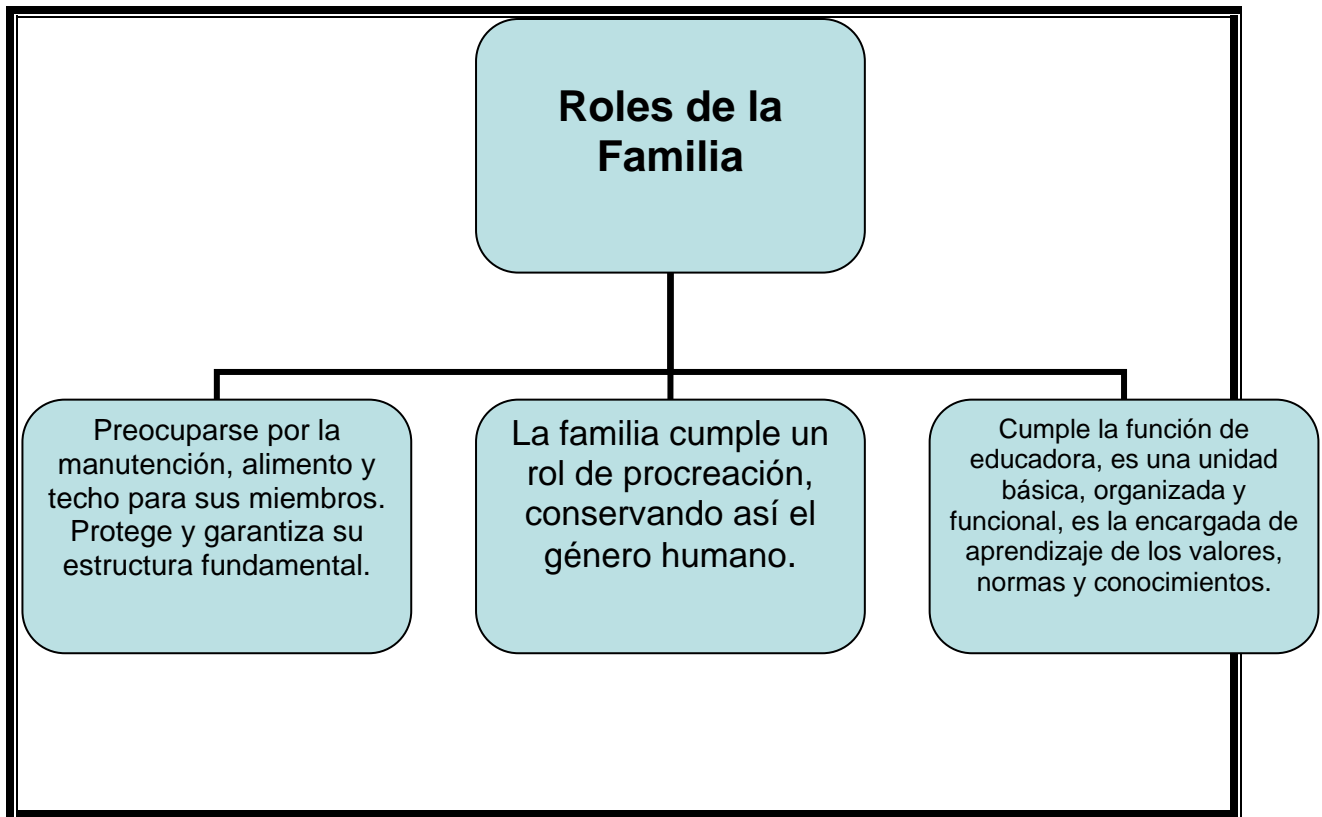 Roles de la
Familia
Preocuparse por la
manutención, alimento y
techo para sus miembros.
Protege y garantiza su
estructura fundamental.
La familia cumple un
rol de procreación,
conservando así el
género humano.
Cumple la función de
educadora, es una unidad
básica, organizada y
funcional, es la encargada de
aprendizaje de los valores,
normas y conocimientos.